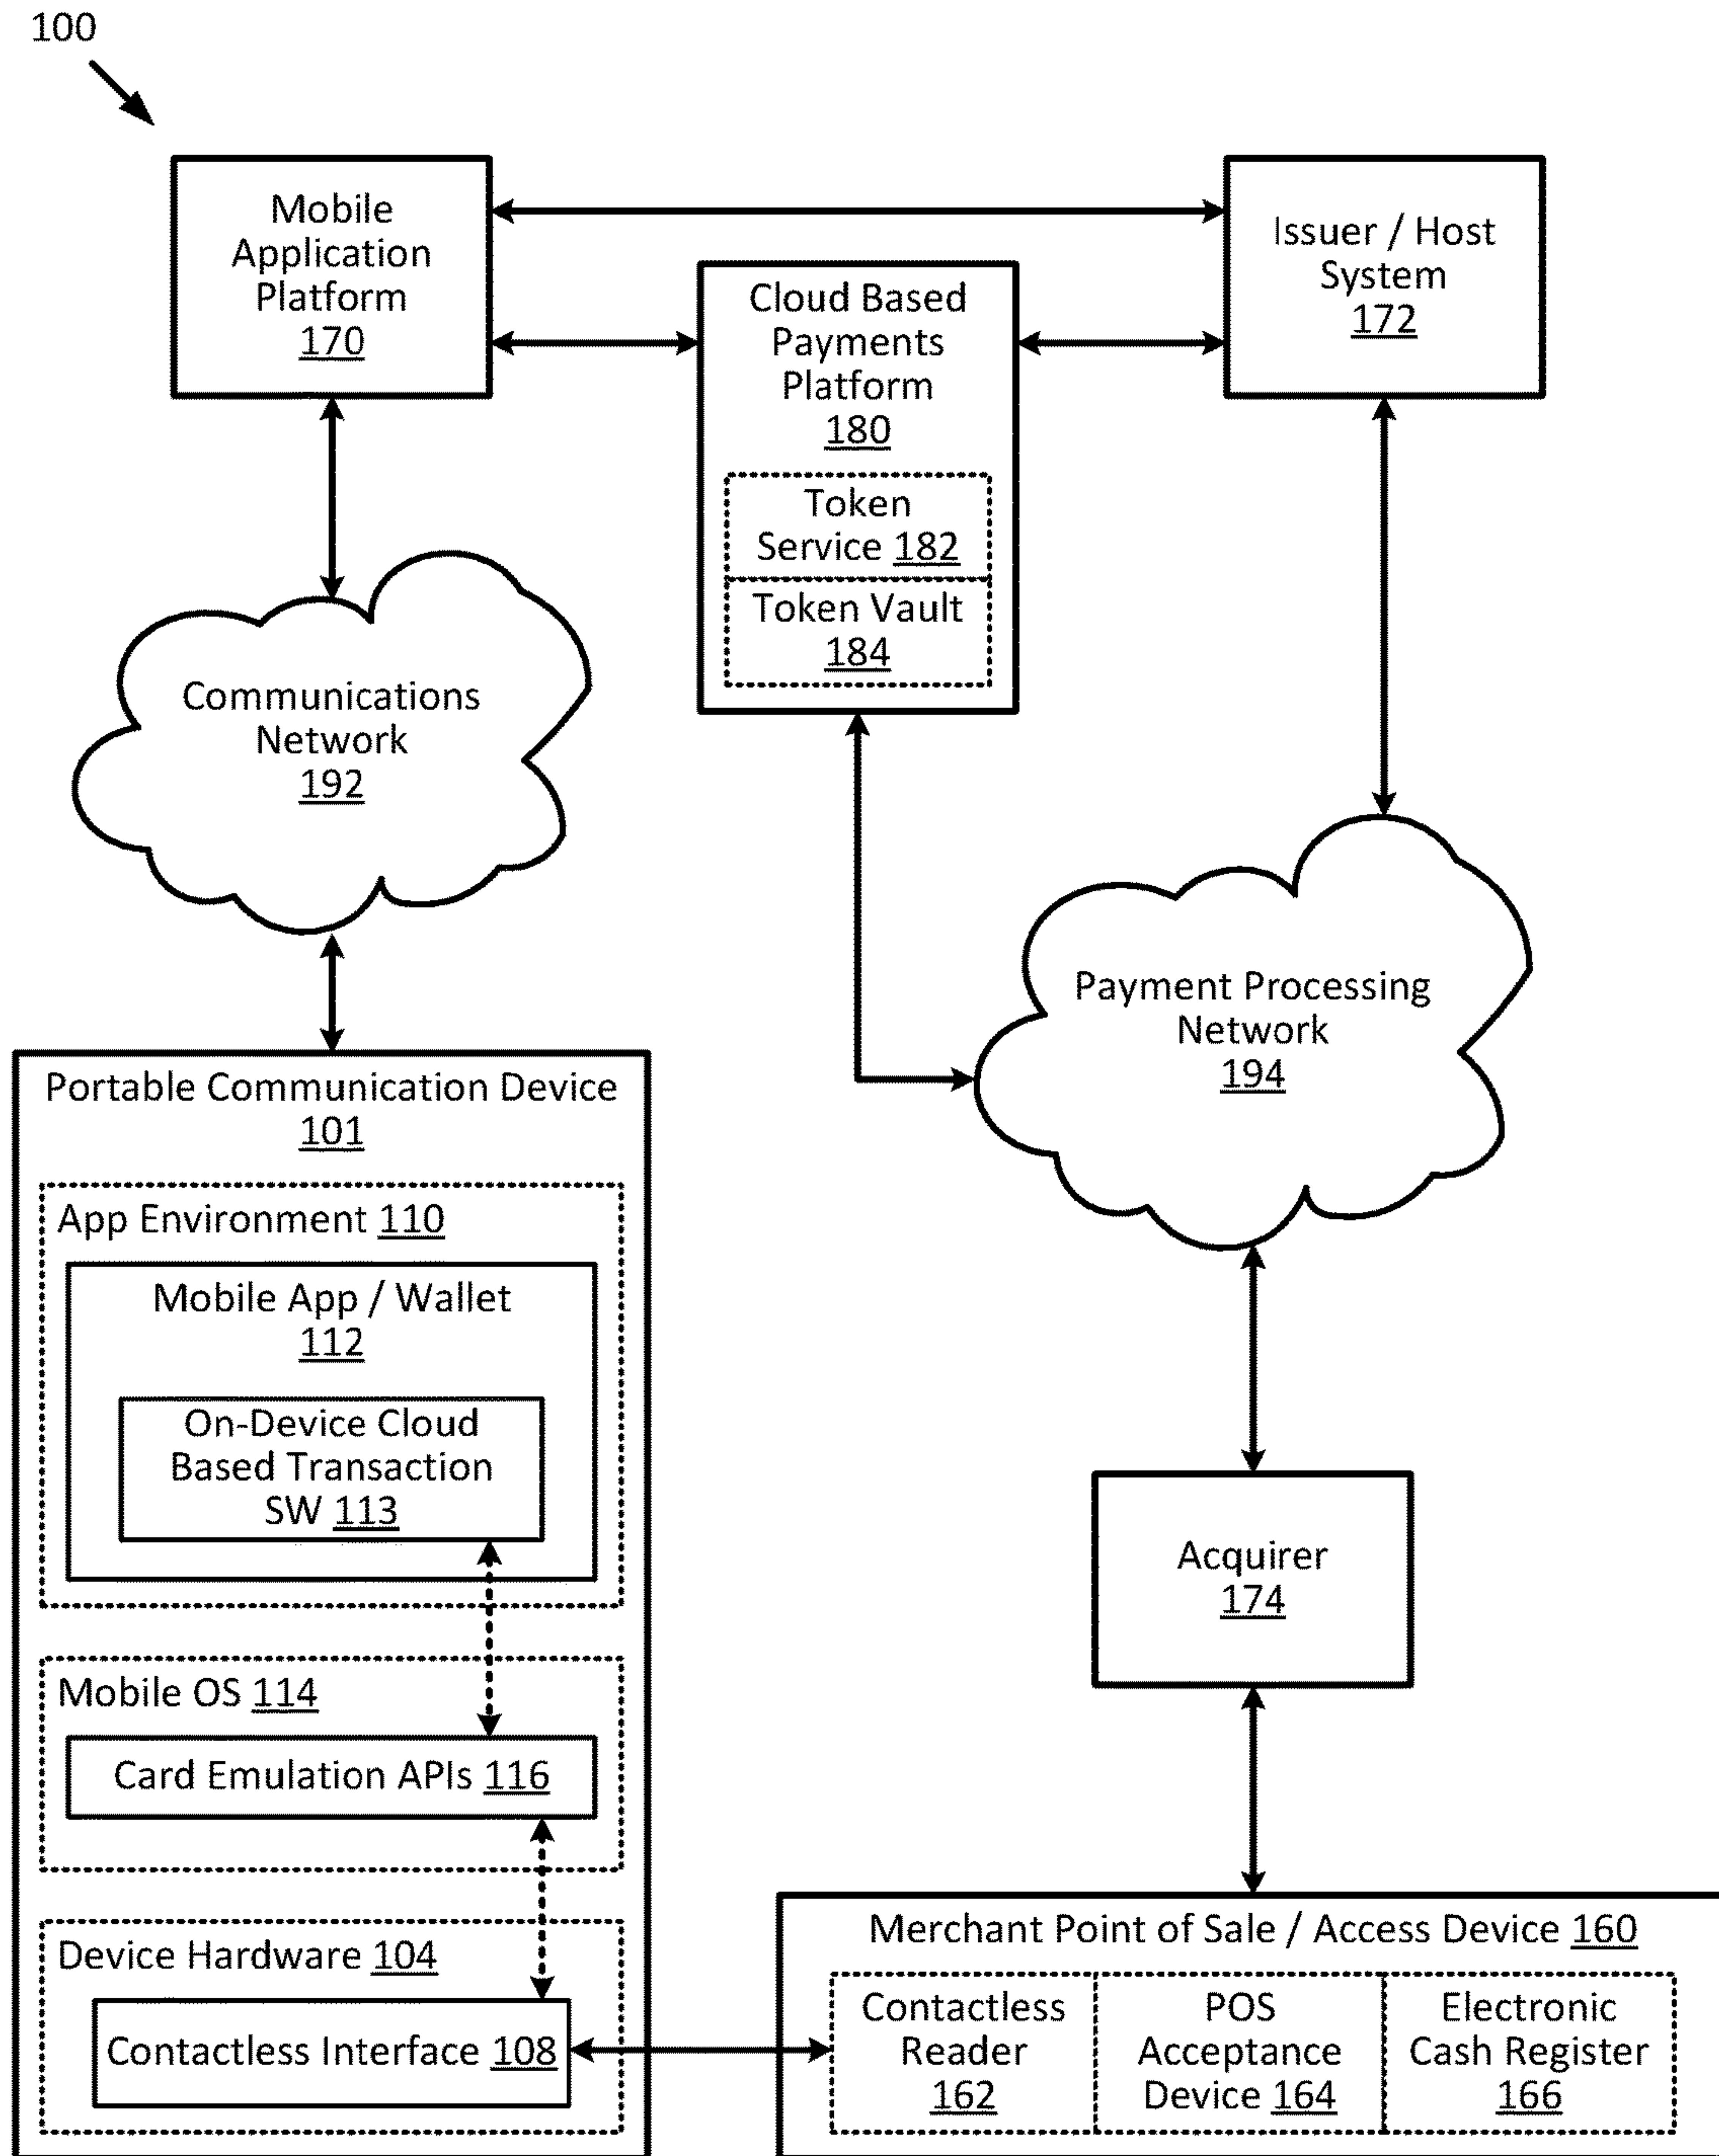 100
Mobile
Application
Platform
170
Issuer / Host
System
172
Cloud Based
Payments
Platform
180
Token
Service 182
Token Vault
184
Communications
Network
192
Payment Processing
Network
194
Portable Communication Device
101
App Environment 110
Mobile App / Wallet
112
On-Device Cloud
Based Transaction
SW 113
Mobile OS 114
Card Emulation APIs 116
Device Hardware 104
Contactless Interface 108
Acquirer
174
Merchant Point of Sale / Access Device 160
Contactless
Reader
162
POS
Acceptance
Device 164
Electronic
Cash Register
166